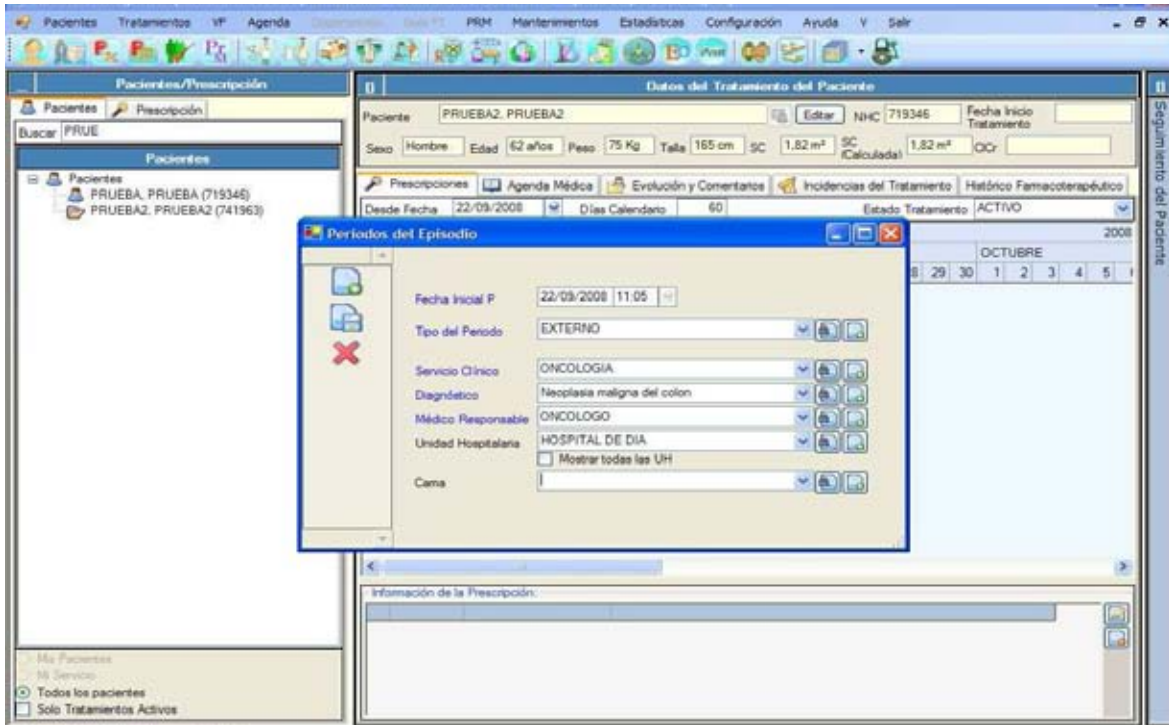 Pacientes Tratamientos VP Agenda PRM Mantenimientos Estadísticas Configuración Ayuda V Salir
Pacientes/Prescripción
Datos del Tratamiento del Paciente
Pacientes Prescripción
Buscar PRUE
Pacientes
Pacientes
PRUEBA, PRUEBA (719346)
PRUEBA2, PRUEBA2 (741963)
Paciente PRUEBA2, PRUEBA2 Editar NHC 719346 Fecha Inicio Tratamiento
Sexo Hombre Edad 62 años Peso 75 Kg Talla 165 cm SC 1,82 m² SC (Calculada) 1,82 m² ClCr
Prescripciones Agenda Médica Evolución y Comentarios Incidencias del Tratamiento Histórico Farmacoterapéutico
Desde Fecha 22/09/2008 Días Calendario 60 Estado Tratamiento ACTIVO
2008
OCTUBRE
8 29 30 1 2 3 4 5
Seguimiento del Paciente
Periodos del Episodio
Fecha Inicial P 22/09/2008 11:05
Tipo del Periodo EXTERNO
Servicio Clínico ONCOLOGIA
Diagnóstico Neoplasia maligna del colon
Médico Responsable ONCOLOGO
Unidad Hospitalaria HOSPITAL DE DIA
Mostrar todas las UH
Cama
Información de la Prescripción:
Mis Pacientes
Mi Servicio
Todos los pacientes
Solo Tratamientos Activos